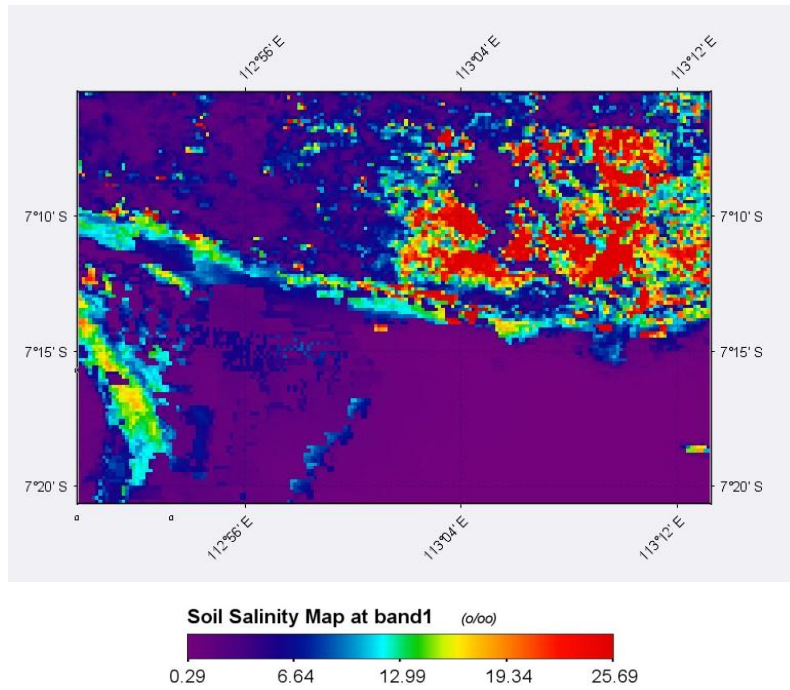 112°56' E 113°04' E 113°12' E
7°10' S 7°10' S
7°15' S 7°15' S
7°20' S 7°20' S
112°56' E 113°04' E 113°12' E
Soil Salinity Map at band1 (o/oo)
0.29 6.64 12.99 19.34 25.69